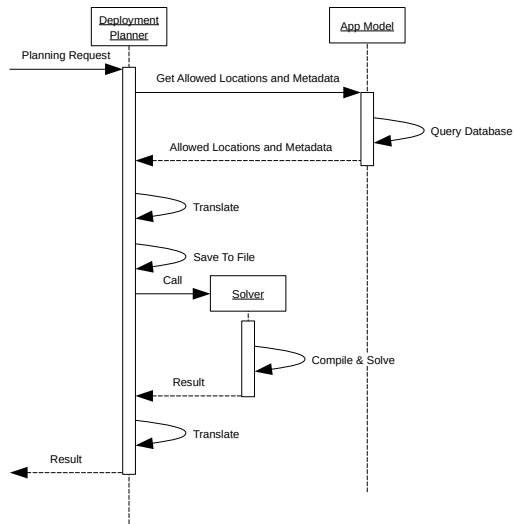 Deployment
Planner
App Model
Planning Request
Get Allowed Locations and Metadata
Query Database
Allowed Locations and Metadata
Translate
Save To File
Call
Solver
Compile & Solve
Result
Translate
Result